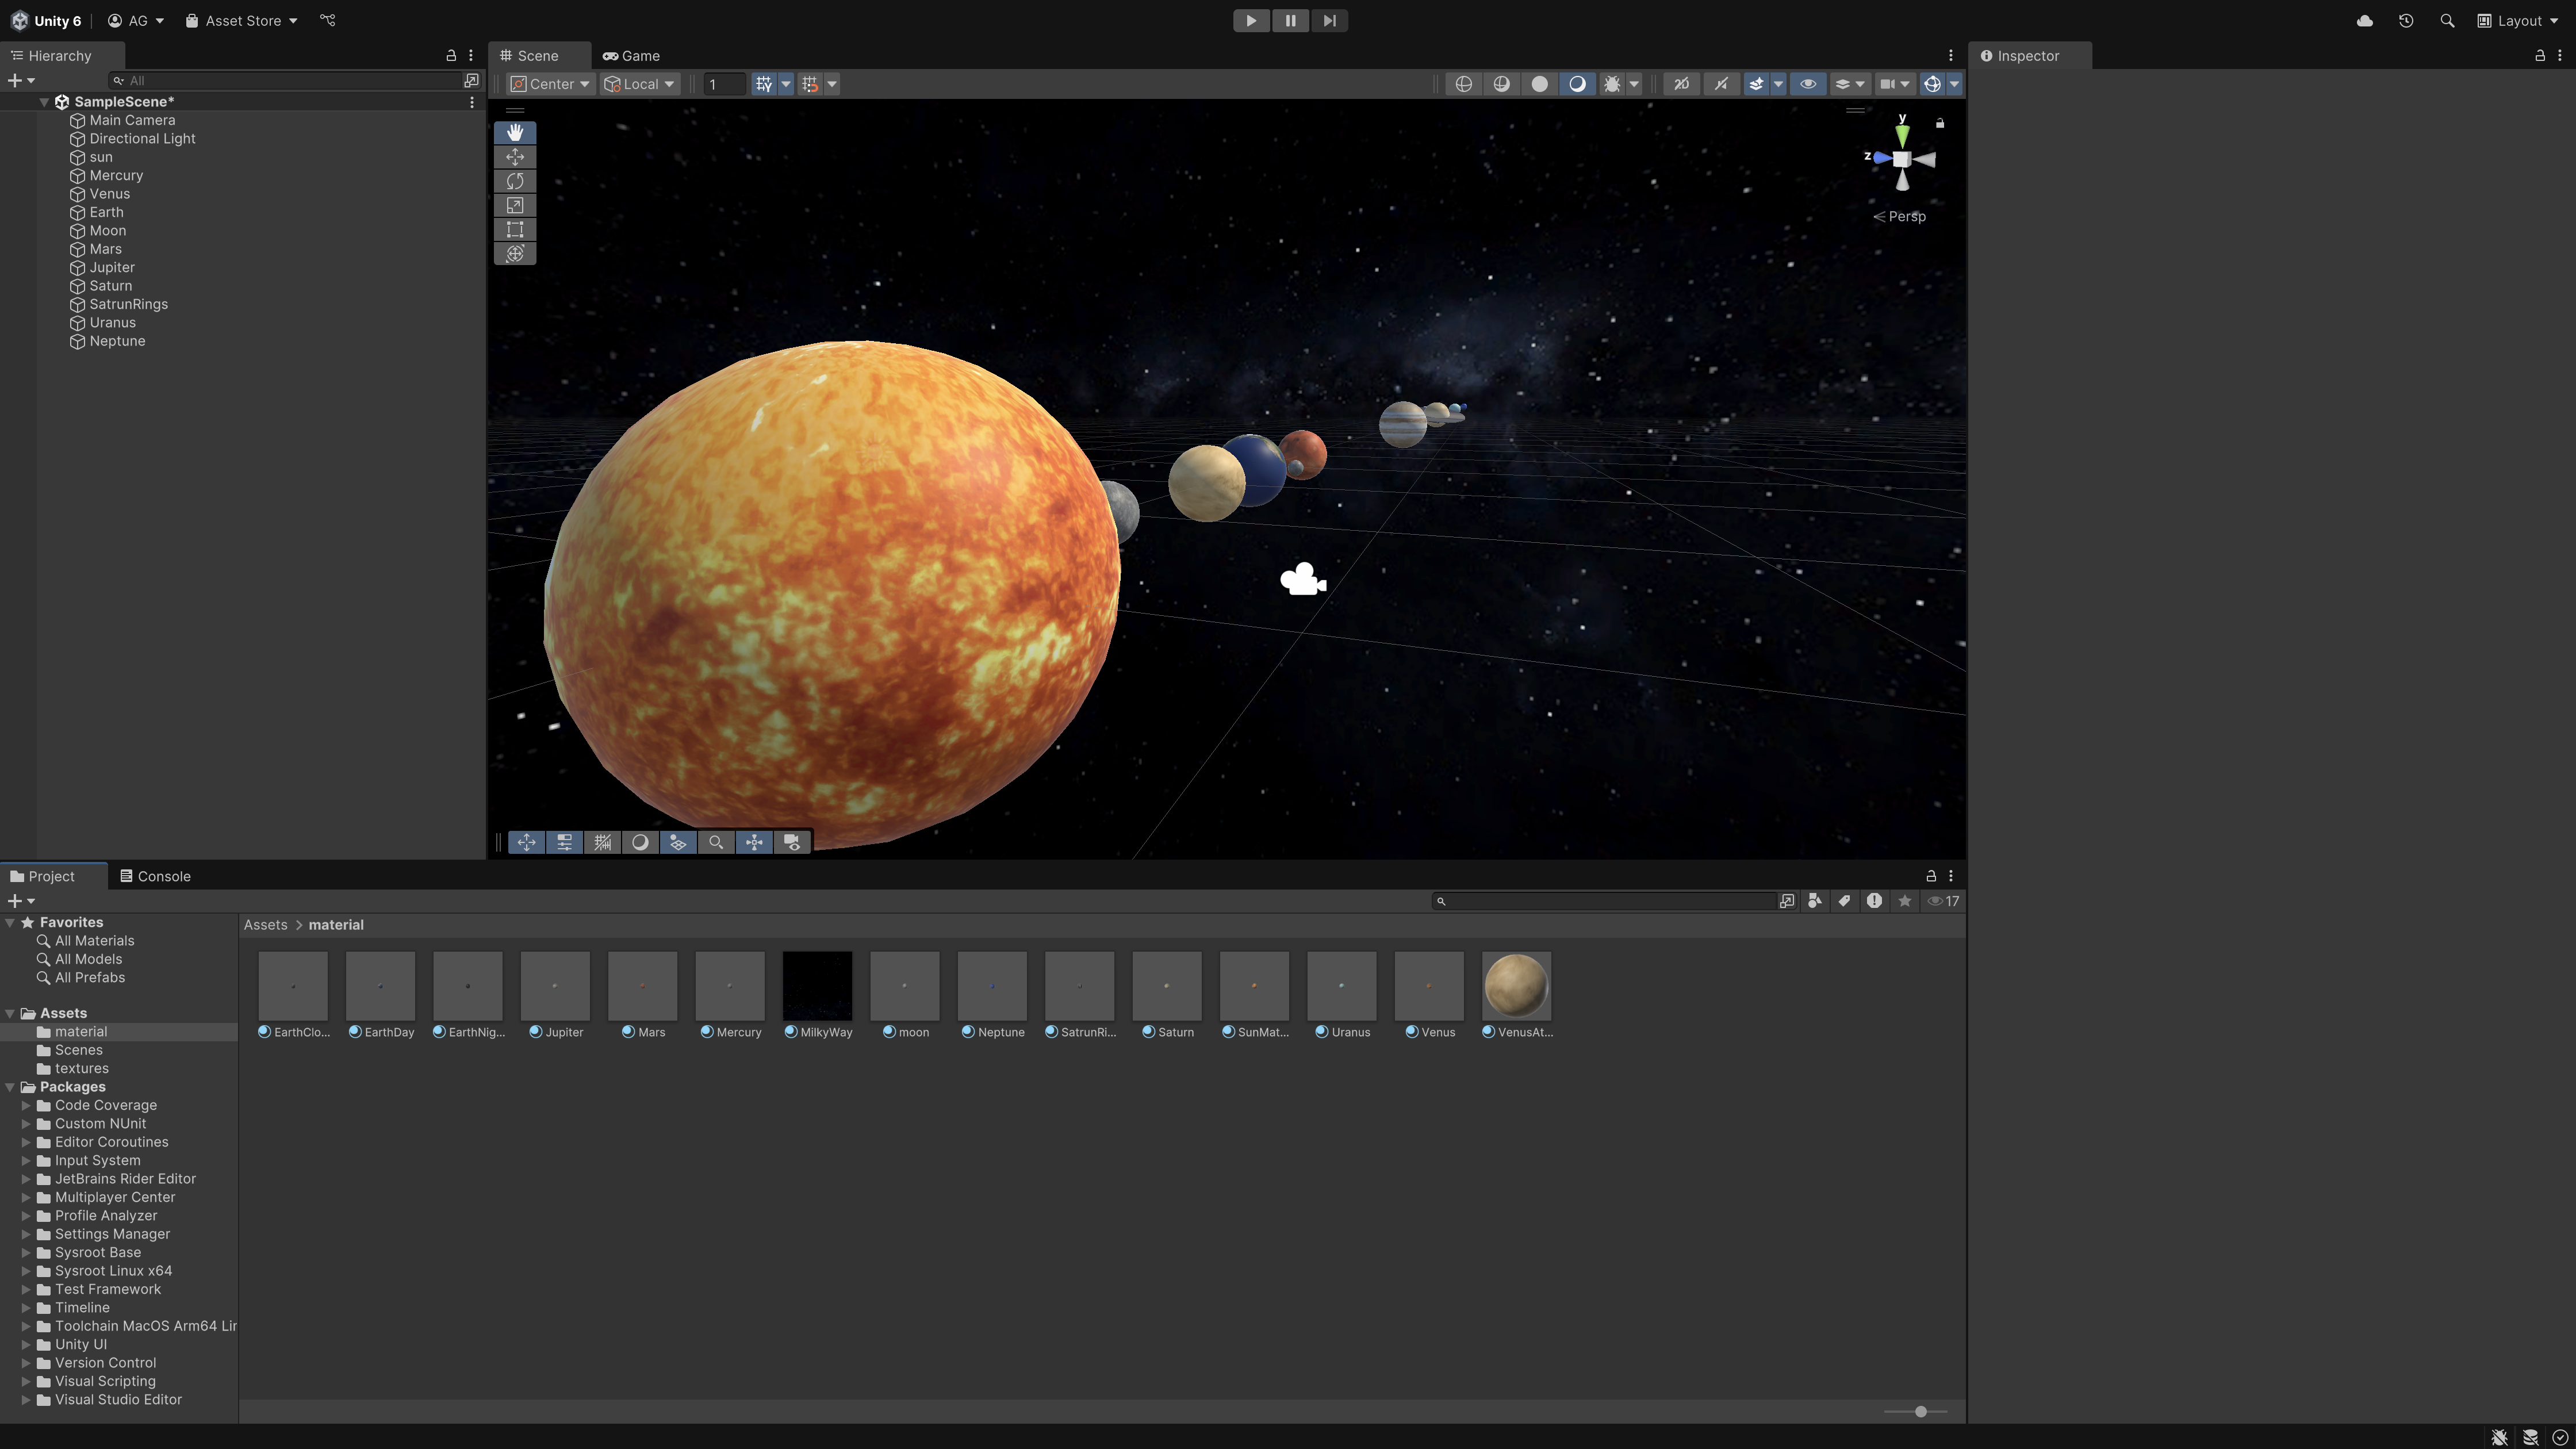 Unity 6
AG
Asset Store
Layout
Hierarchy
All
SampleScene*
Main Camera
Directional Light
sun
Mercury
Venus
Earth
Moon
Mars
Jupiter
Saturn
SatrunRings
Uranus
Neptune
Scene
Game
Center
Local
1
2D
y
z
Persp
Inspector
Project
Console
17
Favorites
All Materials
All Models
All Prefabs
Assets
material
Scenes
textures
Packages
Code Coverage
Custom NUnit
Editor Coroutines
Input System
JetBrains Rider Editor
Multiplayer Center
Profile Analyzer
Settings Manager
Sysroot Base
Sysroot Linux x64
Test Framework
Timeline
Toolchain MacOS Arm64 Lir
Unity UI
Version Control
Visual Scripting
Visual Studio Editor
Assets > material
EarthClo...
EarthDay
EarthNig...
Jupiter
Mars
Mercury
MilkyWay
moon
Neptune
SatrunRi...
Saturn
SunMat...
Uranus
Venus
VenusAt...